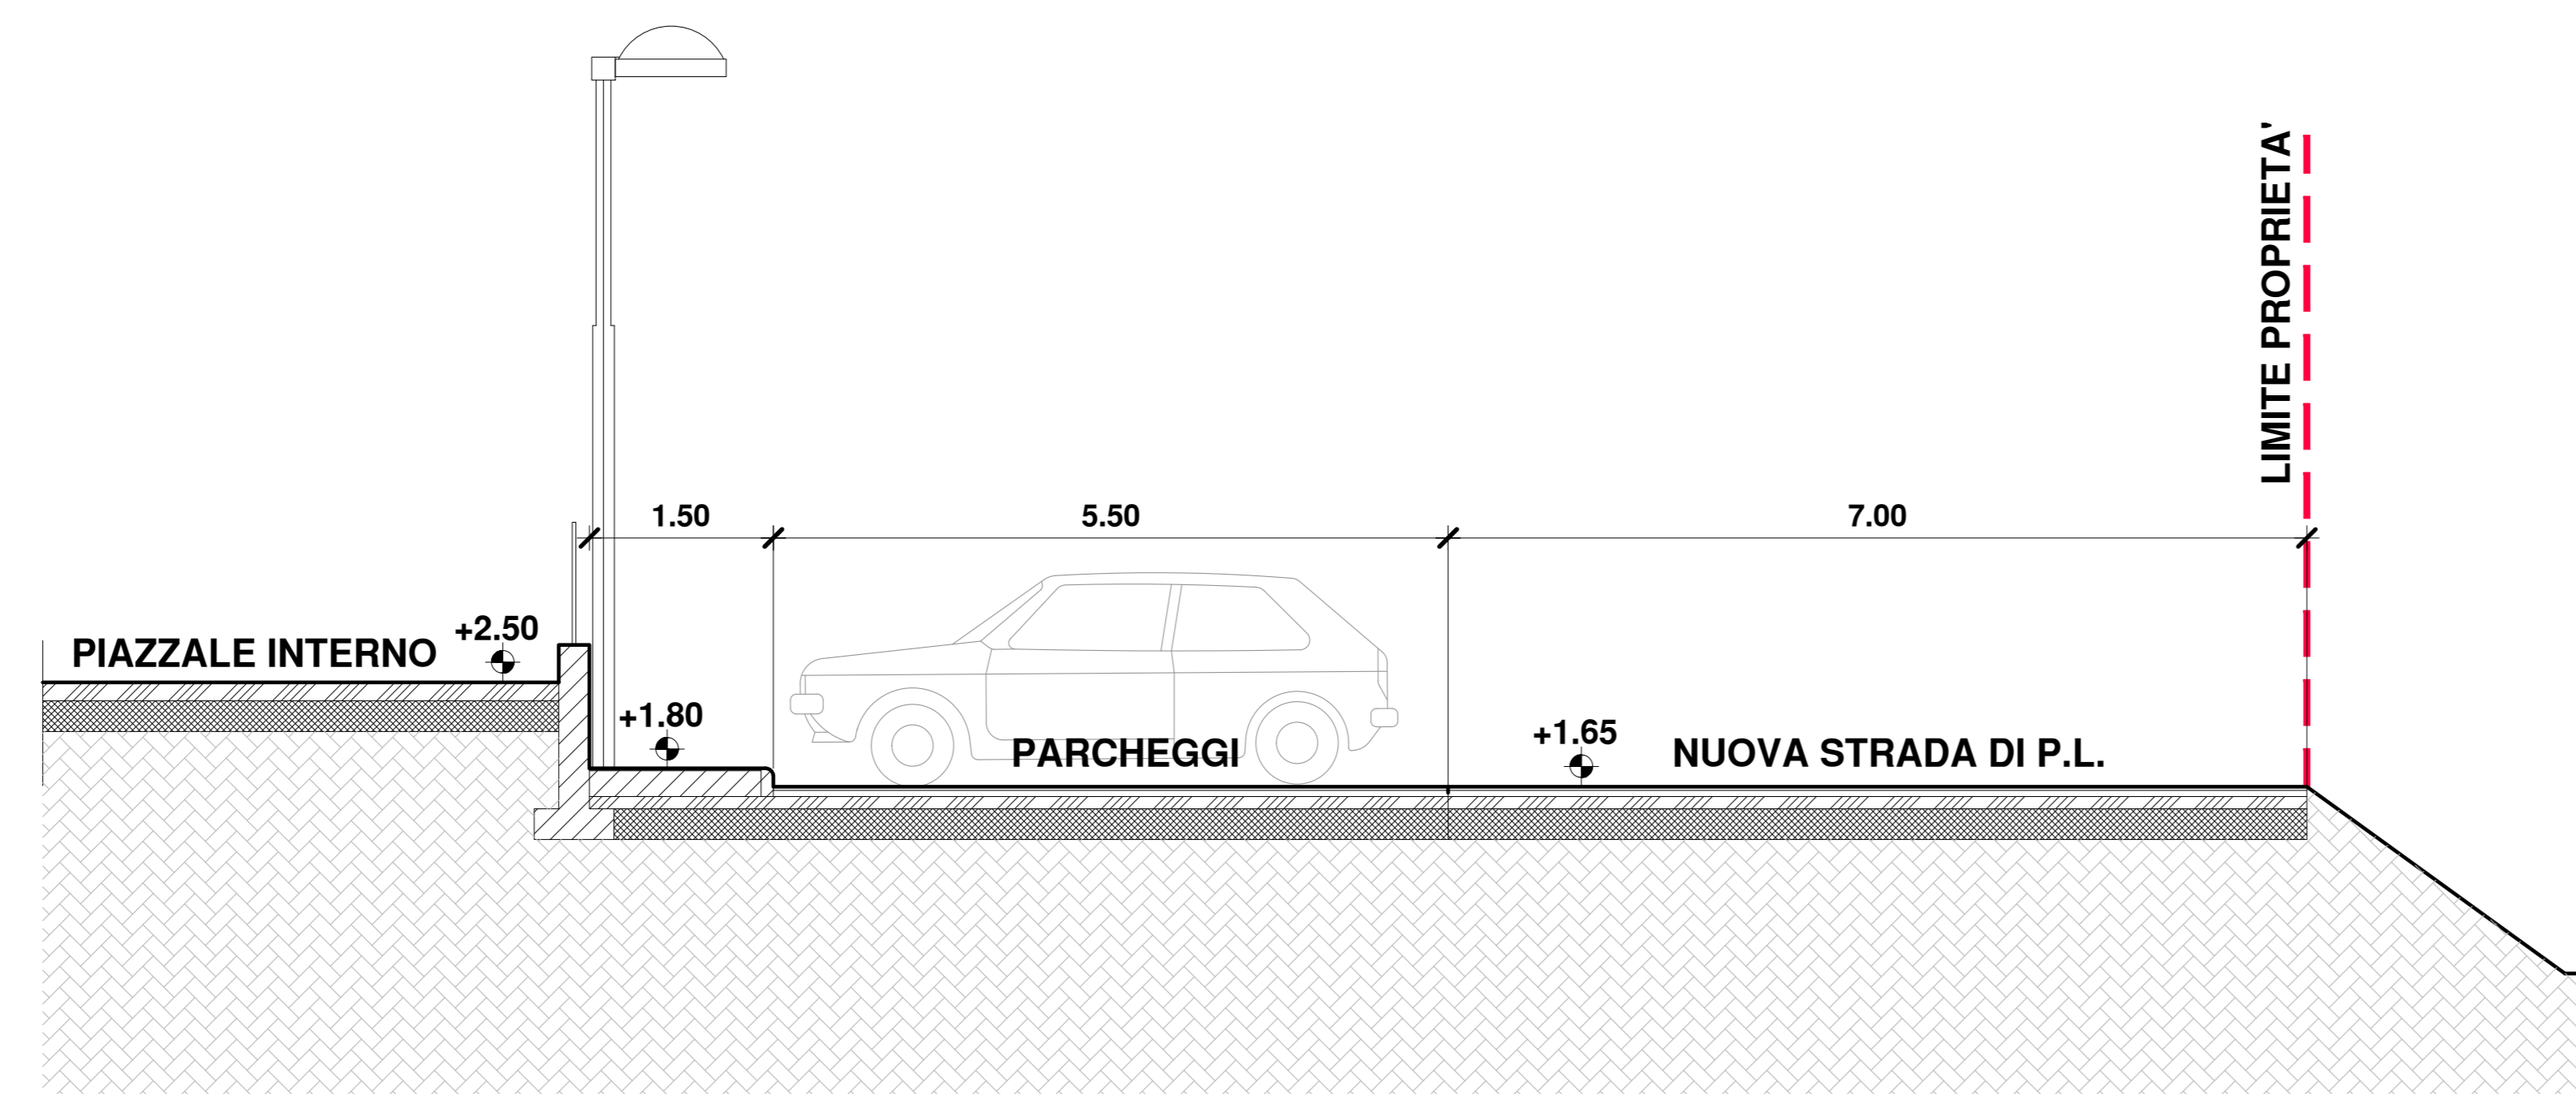 LIMITE PROPRIETA'
1.50
5.50
7.00
PIAZZALE INTERNO
+2.50
+1.80
PARCHEGGI
+1.65
NUOVA STRADA DI P.L.